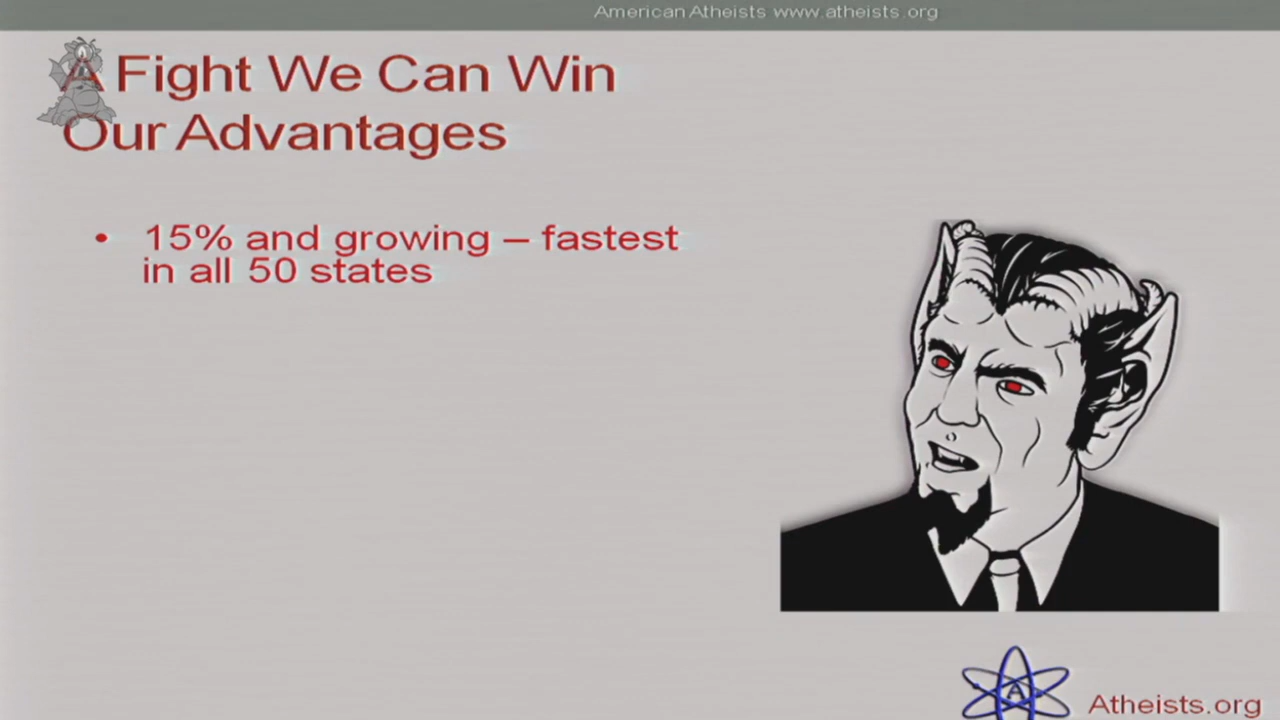 American Atheists www.atheists.org
A Fight We Can Win
Our Advantages
• 15% and growing – fastest
in all 50 states
A
Atheists.org